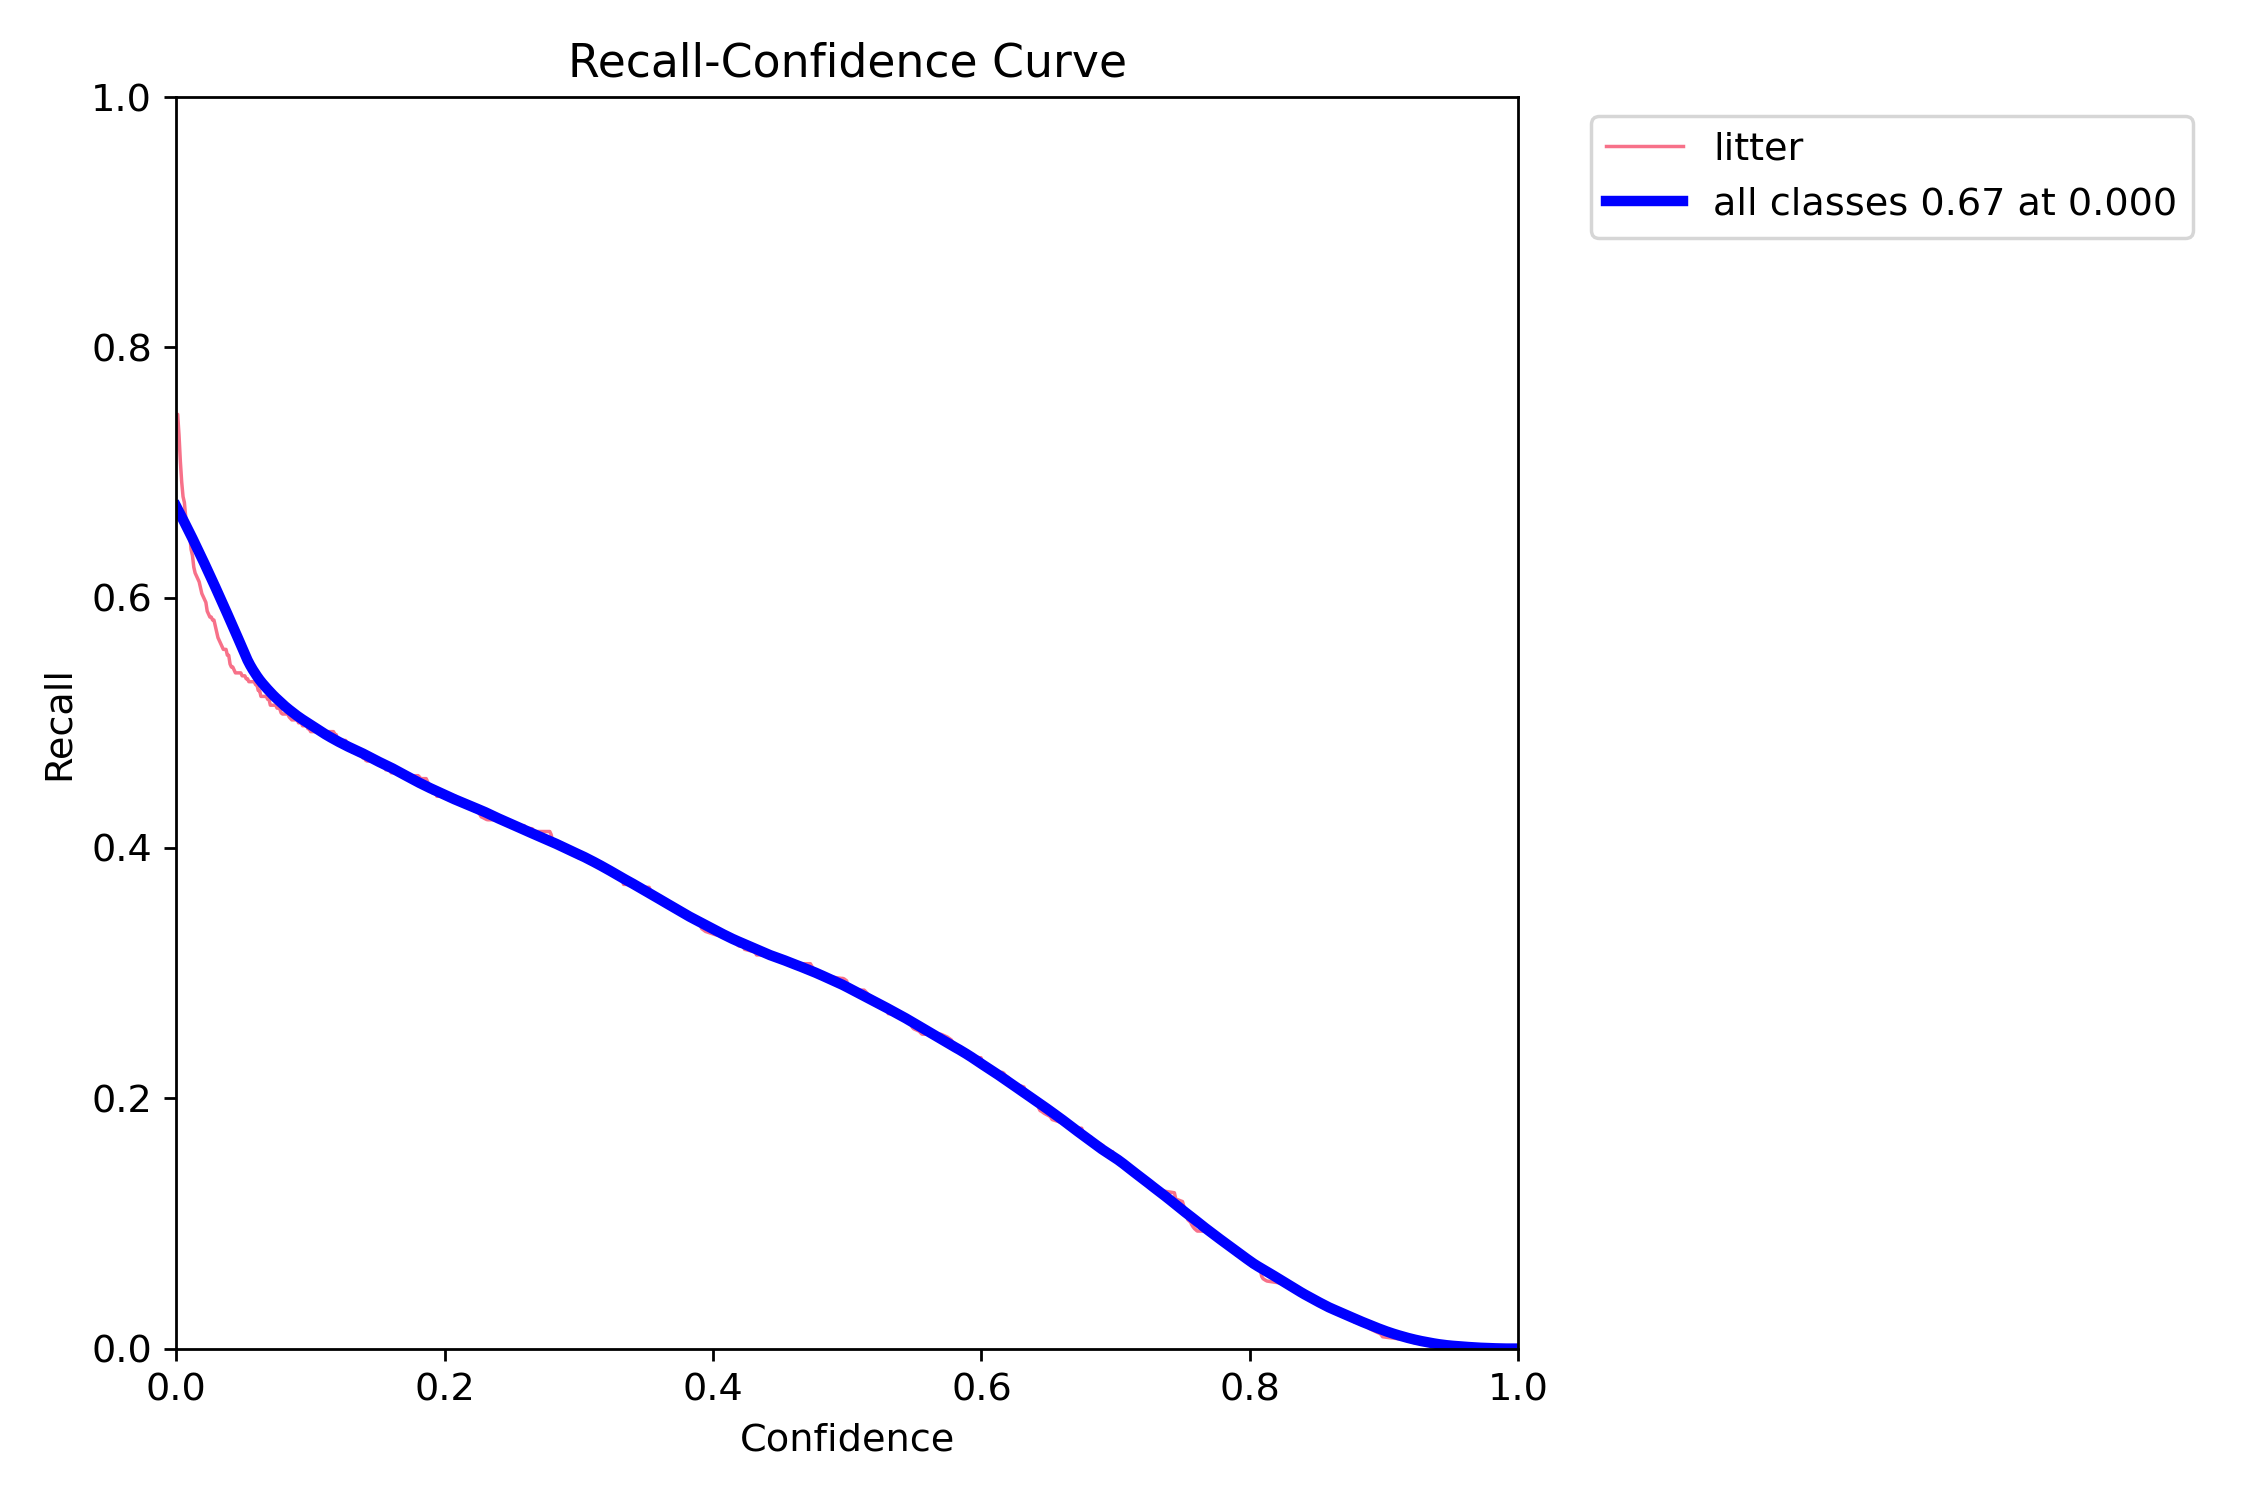 Recall-Confidence Curve
1.0
0.8
0.6
0.4
0.2
0.0
Recall
0.0 0.2 0.4 0.6 0.8 1.0
Confidence
litter
all classes 0.67 at 0.000